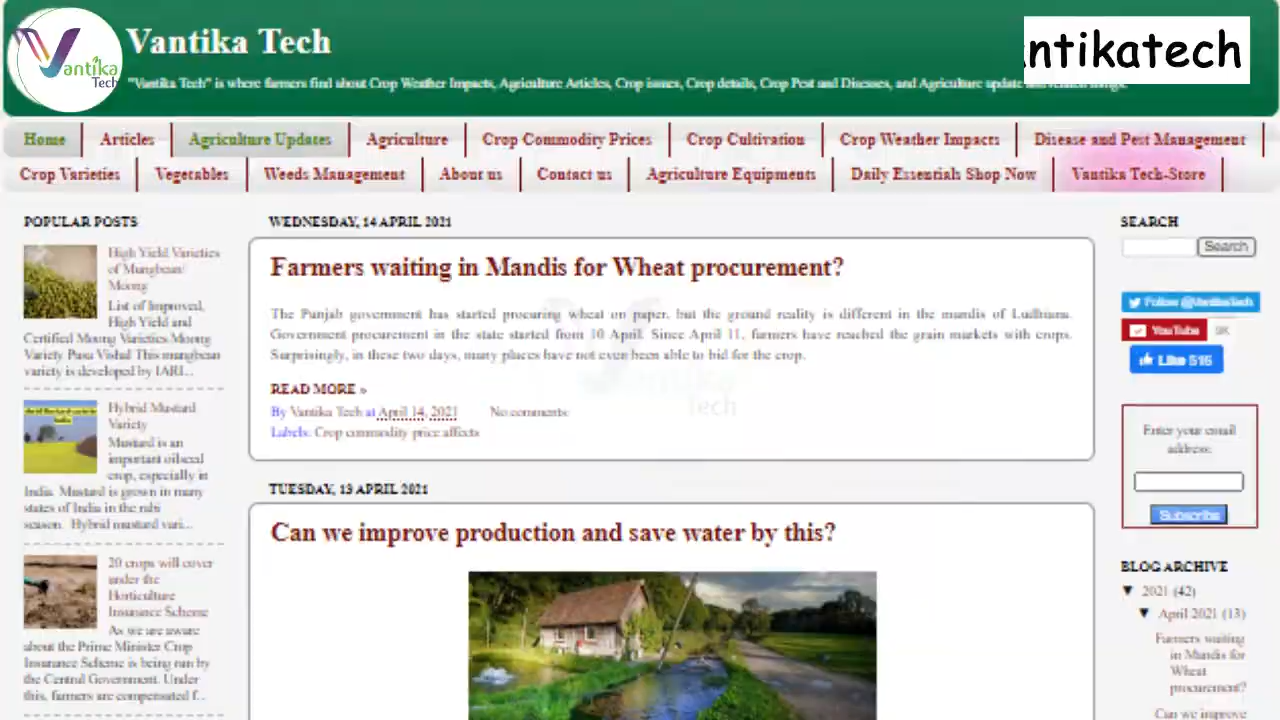 Vantika Tech
ntikatech
Vantika
Tech
"Vantika Tech" is where farmers find about Crop Weather Impacts, Agriculture Articles, Crop issues, Crop details, Crop Pest and Diseases, and Agriculture update
Home Articles Agriculture Updates Agriculture Crop Commodity Prices Crop Cultivation Crop Weather Impacts Disease and Pest Management
Crop Varieties Vegetables Weeds Management About us Contact us Agriculture Equipments Daily Essentials Shop Now Vantika Tech-Store
POPULAR POSTS
High Yield Varieties
of Mungbean/
Moong
List of Improved,
High Yield and
Certified Moong Varieties Moong
Variety Pusa Vishal This mungbean
variety is developed by IARI...
Hybrid Mustard
Variety
Mustard is an
important oilseed
crop, especially in
India. Mustard is grown in many
states of India in the rabi
season. Hybrid mustard vari...
20 crops will cover
under the
Horticulture
Insurance Scheme
As we are aware
about the Prime Minister Crop
Insurance Scheme is being run by
the Central Government. Under
this, farmers are compensated f...
WEDNESDAY, 14 APRIL 2021
Farmers waiting in Mandis for Wheat procurement?
The Punjab government has started procuring wheat on paper, but the ground reality is different in the mandis of Ludhiana.
Government procurement in the state started from 10 April. Since April 11, farmers have reached the grain markets with crops.
Surprisingly, in these two days, many places have not even been able to bid for the crop.
READ MORE »
By Vantika Tech at April 14, 2021 No comments:
Labels: Crop commodity price affects
TUESDAY, 13 APRIL 2021
Can we improve production and save water by this?
SEARCH
Search
Follow @VantikaTech
YouTube 9K
Like 515
Enter your email
address:
Subscribe
BLOG ARCHIVE
▼ 2021 (42)
▼ April 2021 (13)
Farmers waiting
in Mandis for
Wheat
procurement?
Can we improve